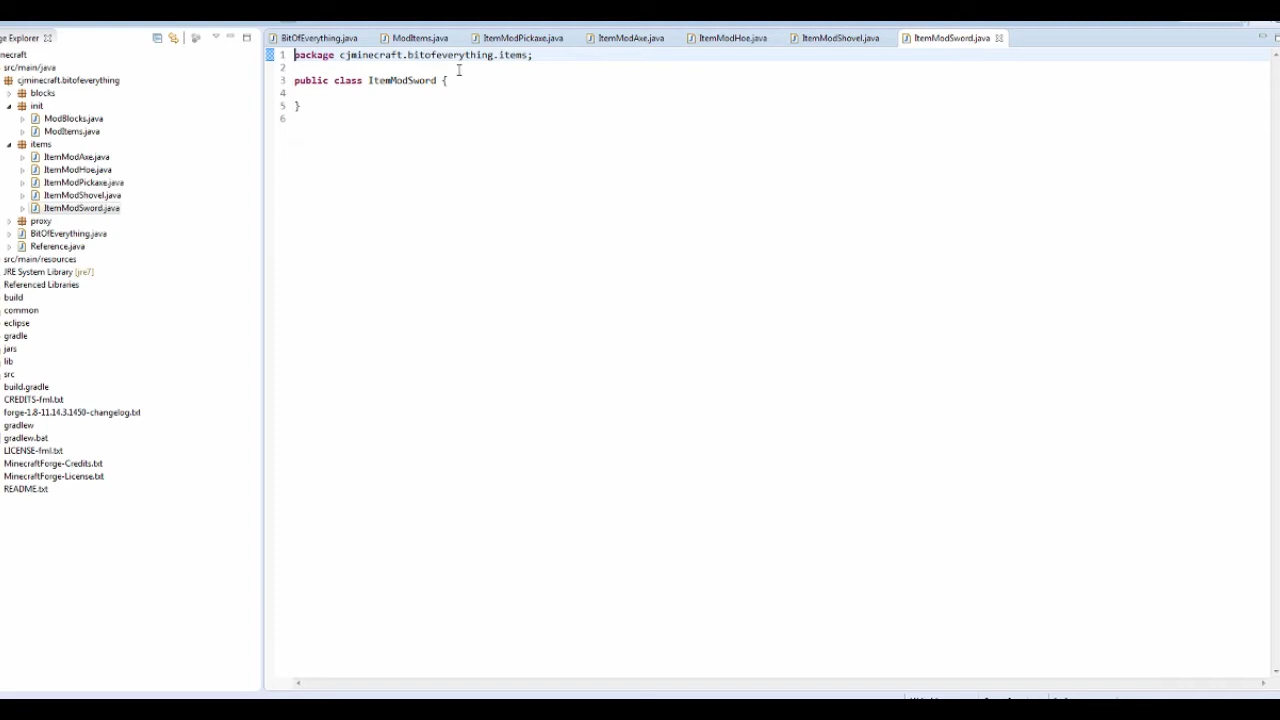 ge Explorer
necraft
src/main/java
cjminecraft.bitofeverything
blocks
init
ModBlocks.java
ModItems.java
items
ItemModAxe.java
ItemModHoe.java
ItemModPickaxe.java
ItemModShovel.java
ItemModSword.java
proxy
BitOfEverything.java
Reference.java
src/main/resources
JRE System Library [jre7]
Referenced Libraries
build
common
eclipse
gradle
jars
lib
src
build.gradle
CREDITS-fml.txt
forge-1.8-11.14.3.1450-changelog.txt
gradlew
gradlew.bat
LICENSE-fml.txt
MinecraftForge-Credits.txt
MinecraftForge-License.txt
README.txt
BitOfEverything.java ModItems.java ItemModPickaxe.java ItemModAxe.java ItemModHoe.java ItemModShovel.java ItemModSword.java
1 package cjminecraft.bitofeverything.items;
2
3 public class ItemModSword {
4
5 }
6